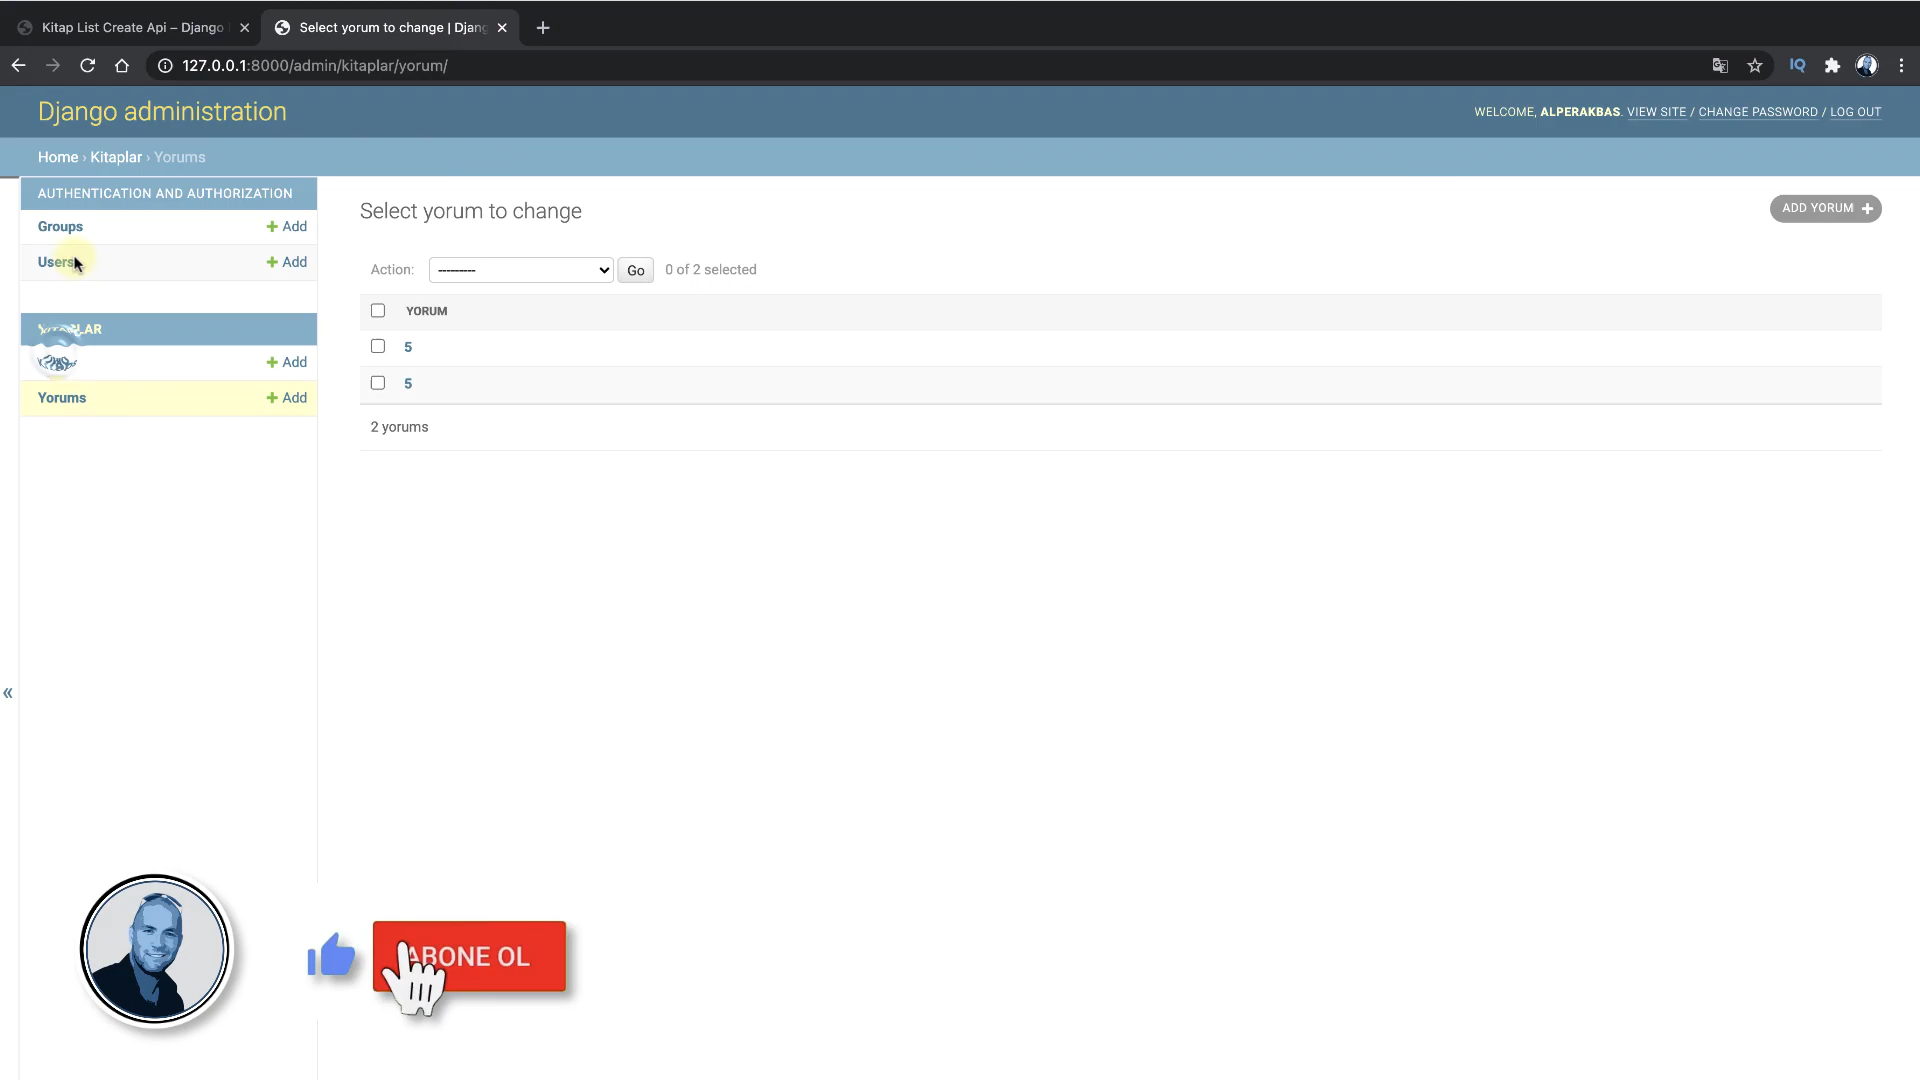 Kitap List Create Api – Django
Select yorum to change | Djang
127.0.0.1:8000/admin/kitaplar/yorum/
IQ
Django administration
WELCOME, ALPERAKBAS. VIEW SITE / CHANGE PASSWORD / LOG OUT
Home › Kitaplar › Yorums
AUTHENTICATION AND AUTHORIZATION
Groups
+ Add
Users
+ Add
+ Add
Yorums
+ Add
«
Select yorum to change
ADD YORUM +
Action:
---------
Go
0 of 2 selected
YORUM
5
5
2 yorums
ABONE OL